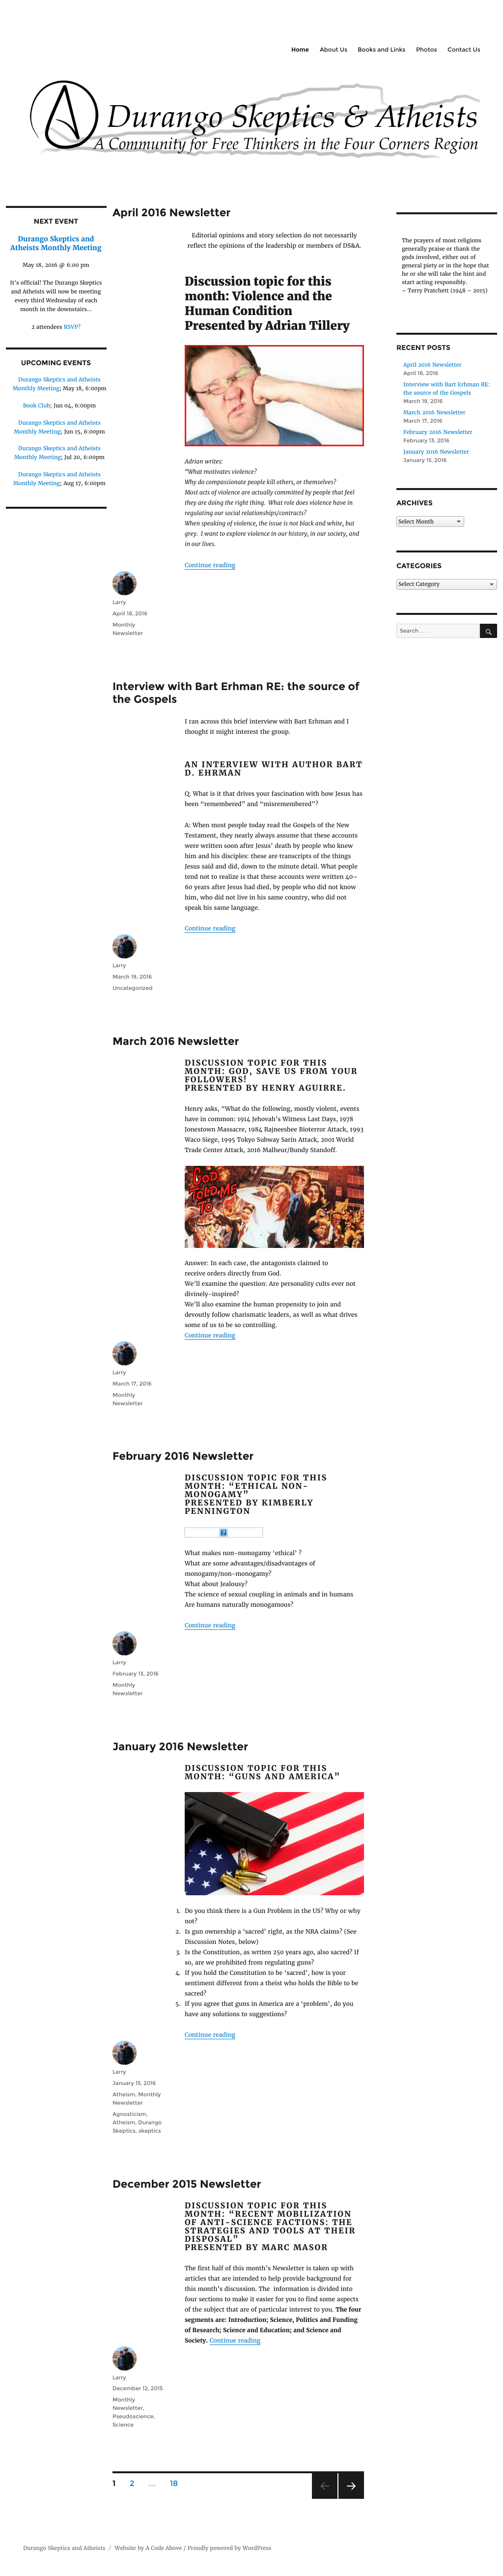 Home About Us Books and Links Photos Contact Us
Durango Skeptics & Atheists
A Community for Free Thinkers in the Four Corners Region
NEXT EVENT
Durango Skeptics and
Atheists Monthly Meeting
May 18, 2016 @ 6:00 pm
It's official! The Durango Skeptics
and Atheists will now be meeting
every third Wednesday of each
month in the downstairs...
2 attendees RSVP?
UPCOMING EVENTS
Durango Skeptics and Atheists
Monthly Meeting; May 18, 6:00pm
Book Club; Jun 04, 6:00pm
Durango Skeptics and Atheists
Monthly Meeting; Jun 15, 6:00pm
Durango Skeptics and Atheists
Monthly Meeting; Jul 20, 6:00pm
Durango Skeptics and Atheists
Monthly Meeting; Aug 17, 6:00pm
April 2016 Newsletter
Editorial opinions and story selection do not necessarily
reflect the opinions of the leadership or members of DS&A.
Discussion topic for this
month: Violence and the
Human Condition
Presented by Adrian Tillery
Adrian writes:
"What motivates violence?
Why do compassionate people kill others, or themselves?
Most acts of violence are actually committed by people that feel
they are doing the right thing.  What role does violence have in
regulating our social relationships/contracts?
When speaking of violence, the issue is not black and white, but
grey.  I want to explore violence in our history, in our society, and
in our lives.
Continue reading
Larry
April 18, 2016
Monthly
Newsletter
Interview with Bart Erhman RE: the source of
the Gospels
I ran across this brief interview with Bart Erhman and I
thought it might interest the group.
AN INTERVIEW WITH AUTHOR BART
D. EHRMAN
Q: What is it that drives your fascination with how Jesus has
been "remembered" and "misremembered"?
A: When most people today read the Gospels of the New
Testament, they nearly always assume that these accounts
were written soon after Jesus' death by people who knew
him and his disciples: these are transcripts of the things
Jesus said and did, down to the minute detail. What people
tend not to realize is that these accounts were written 40–
60 years after Jesus had died, by people who did not know
him, who did not live in his same country, who did not
speak his same language.
Continue reading
Larry
March 19, 2016
Uncategorized
March 2016 Newsletter
DISCUSSION TOPIC FOR THIS
MONTH: GOD, SAVE US FROM YOUR
FOLLOWERS!
PRESENTED BY HENRY AGUIRRE.
Henry asks, "What do the following, mostly violent, events
have in common: 1914 Jehovah's Witness Last Days, 1978
Jonestown Massacre, 1984 Rajneeshee Bioterror Attack, 1993
Waco Siege, 1995 Tokyo Subway Sarin Attack, 2001 World
Trade Center Attack, 2016 Malheur/Bundy Standoff.
GOD TOLD ME TO
Answer: In each case, the antagonists claimed to
receive orders directly from God.
We'll examine the question: Are personality cults ever not
divinely-inspired?
We'll also examine the human propensity to join and
devoutly follow charismatic leaders, as well as what drives
some of us to be so controlling.
Continue reading
Larry
March 17, 2016
Monthly
Newsletter
February 2016 Newsletter
DISCUSSION TOPIC FOR THIS
MONTH: "ETHICAL NON-
MONOGAMY"
PRESENTED BY KIMBERLY
PENNINGTON
?
What makes non-monogamy 'ethical' ?
What are some advantages/disadvantages of
monogamy/non-monogamy?
What about Jealousy?
The science of sexual coupling in animals and in humans
Are humans naturally monogamous?
Continue reading
Larry
February 13, 2016
Monthly
Newsletter
January 2016 Newsletter
DISCUSSION TOPIC FOR THIS
MONTH: "GUNS AND AMERICA"
1. Do you think there is a Gun Problem in the US? Why or why
not?
2. Is gun ownership a 'sacred' right, as the NRA claims? (See
Discussion Notes, below)
3. Is the Constitution, as wrtten 250 years ago, also sacred? If
so, are we prohibited from regulating guns?
4. If you hold the Constitution to be 'sacred', how is your
sentiment different from a theist who holds the Bible to be
sacred?
5. If you agree that guns in America are a 'problem', do you
have any solutions to suggestions?
Continue reading
Larry
January 15, 2016
Atheism, Monthly
Newsletter
Agnosticism,
Atheism, Durango
Skeptics, skeptics
December 2015 Newsletter
DISCUSSION TOPIC FOR THIS
MONTH: "RECENT MOBILIZATION
OF ANTI-SCIENCE FACTIONS: THE
STRATEGIES AND TOOLS AT THEIR
DISPOSAL"
PRESENTED BY MARC MASOR
The first half of this month's Newsletter is taken up with
articles that are intended to help provide background for
this month's discussion. The  information is divided into
four sections to make it easier for you to find some aspects
of the subject that are of particular interest to you. The four
segments are: Introduction; Science, Politics and Funding
of Research; Science and Education; and Science and
Society. Continue reading
Larry
December 12, 2015
Monthly
Newsletter,
Pseudoscience,
Science
1 2 … 18
The prayers of most religions
generally praise or thank the
gods involved, either out of
general piety or in the hope that
he or she will take the hint and
start acting responsibly.
– Terry Pratchett (1948 – 2015)
RECENT POSTS
April 2016 Newsletter
April 18, 2016
Interview with Bart Erhman RE:
the source of the Gospels
March 19, 2016
March 2016 Newsletter
March 17, 2016
February 2016 Newsletter
February 13, 2016
January 2016 Newsletter
January 15, 2016
ARCHIVES
Select Month
CATEGORIES
Select Category
Search …
Durango Skeptics and Atheists / Website by A Code Above / Proudly powered by WordPress